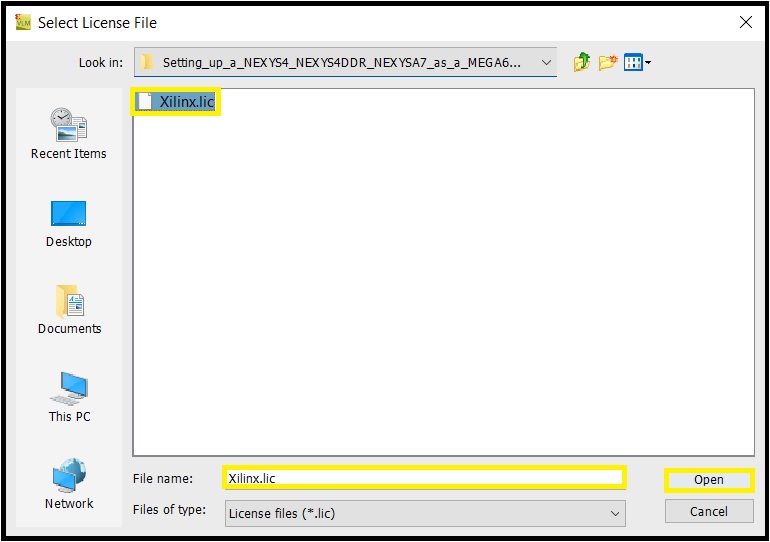 VLM Select License File
Look in: Setting_up_a_NEXYS4_NEXYS4DDR_NEXYSA7_as_a_MEGA6...
Xilinx.lic
Recent Items
Desktop
Documents
This PC
Network
File name: Xilinx.lic
Open
Files of type: License files (*.lic)
Cancel